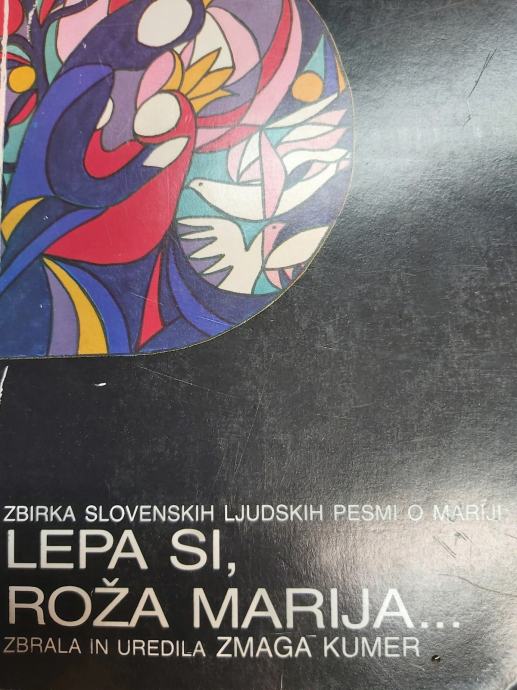 ZBIRKA SLOVENSKIH LJUDSKIH PESMI O MARIJI
LEPA SI,
ROŽA MARIJA...
ZBRALA IN UREDILA ZMAGA KUMER